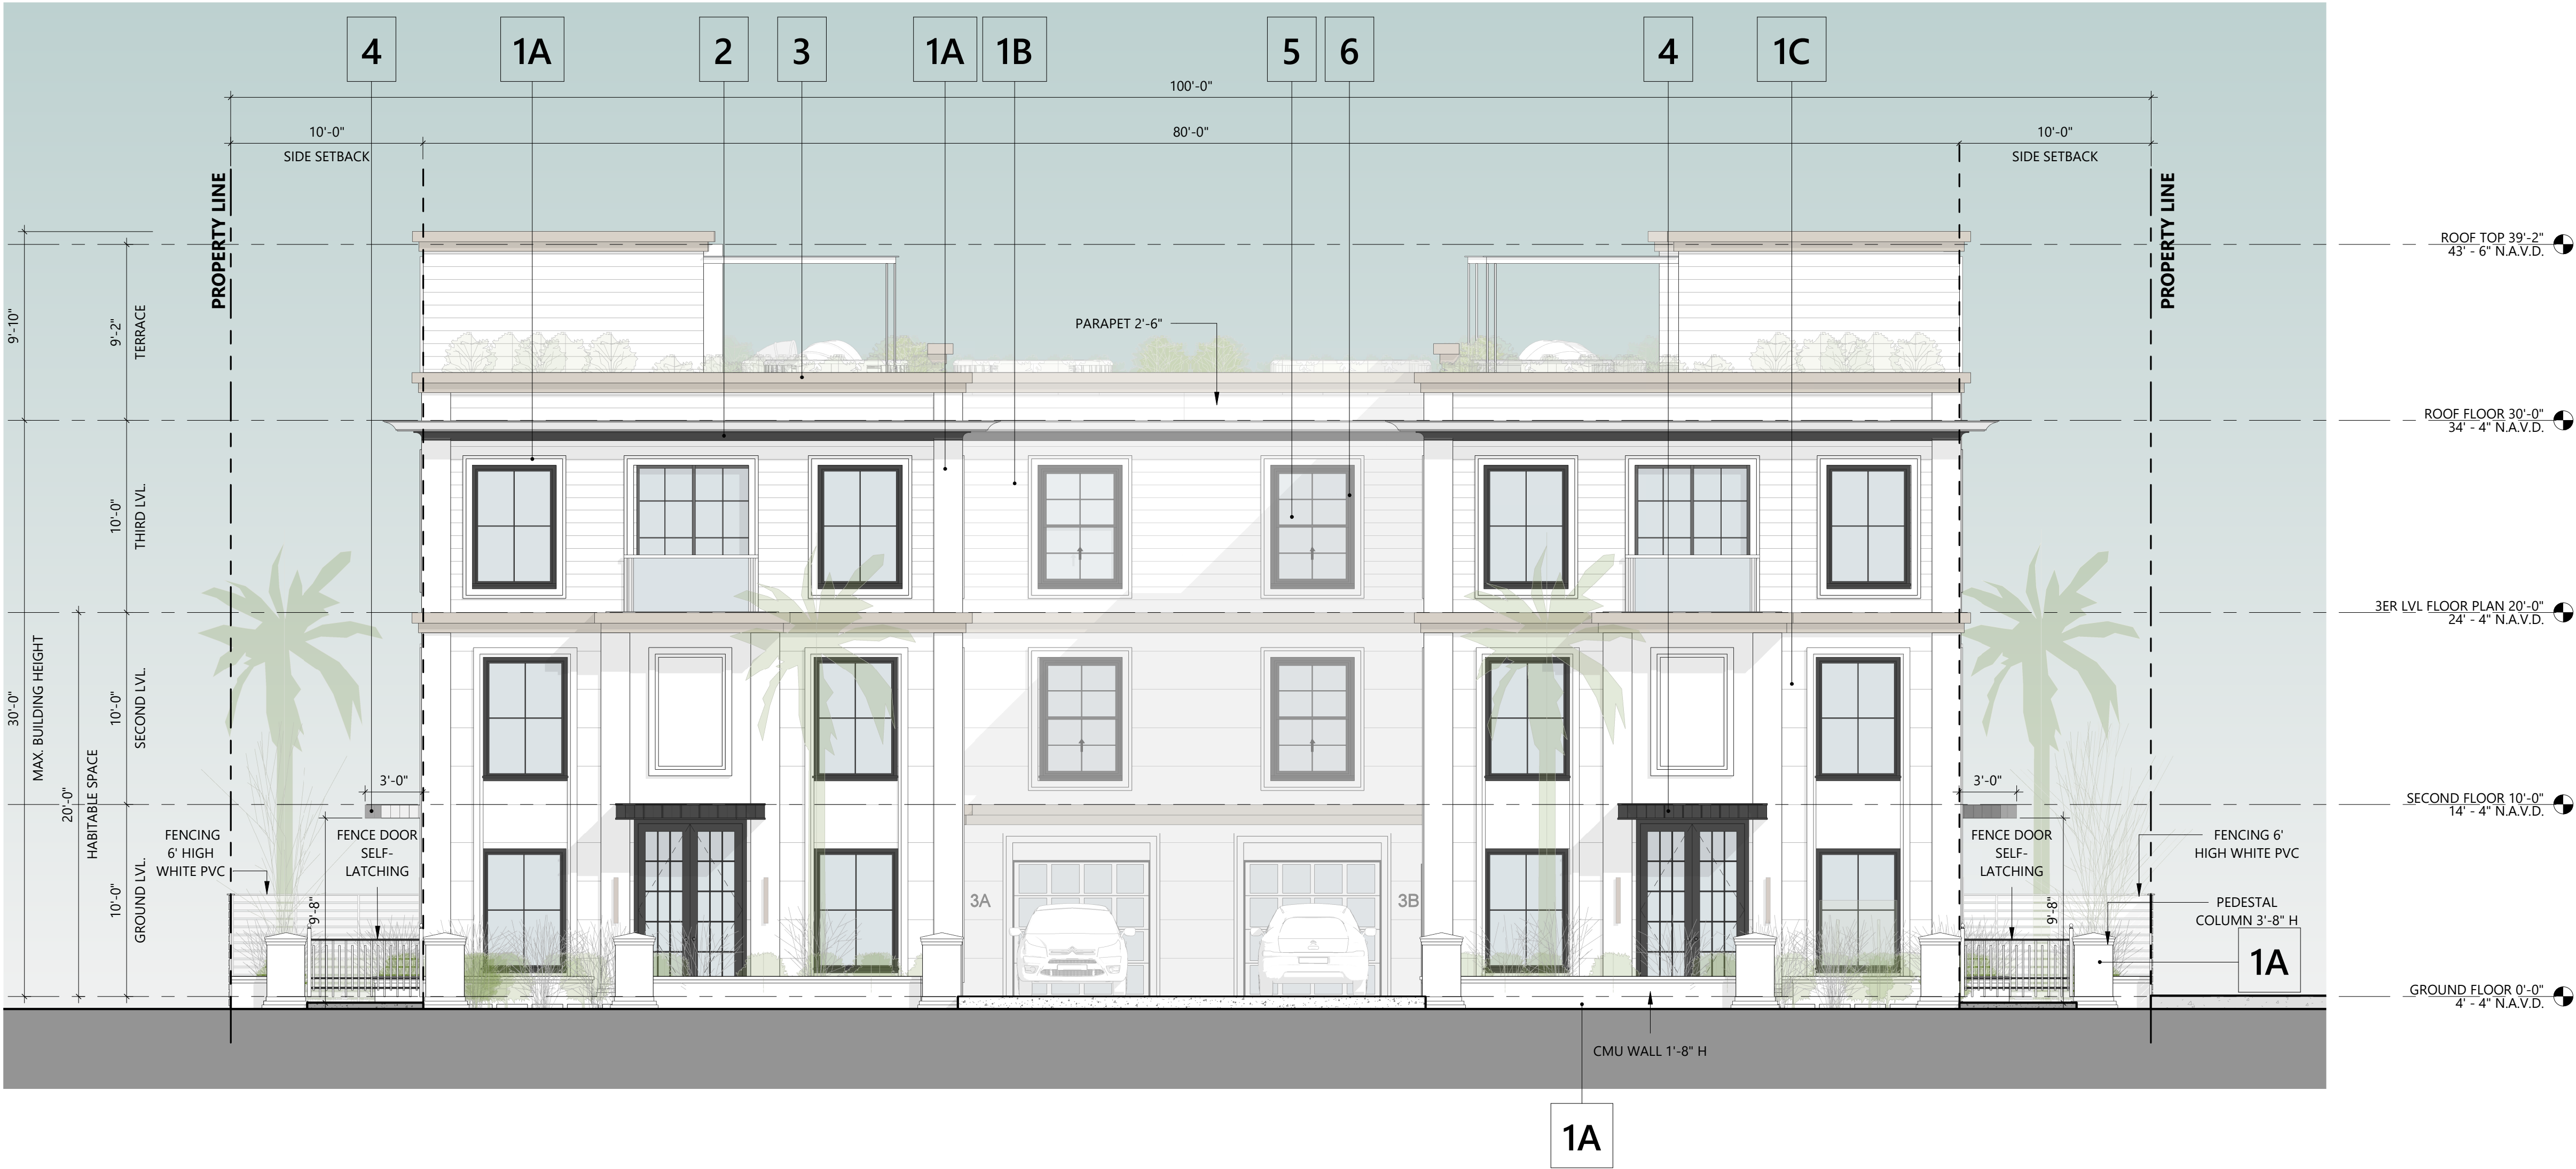 4
1A
2
3
1A
1B
5
6
4
1C
100'-0"
10'-0"
80'-0"
10'-0"
SIDE SETBACK
SIDE SETBACK
PROPERTY LINE
PROPERTY LINE
ROOF TOP 39'-2"
43' - 6" N.A.V.D.
9'-10"
9'-2"
TERRACE
PARAPET 2'-6"
ROOF FLOOR 30'-0"
34' - 4" N.A.V.D.
10'-0"
THIRD LVL.
3ER LVL FLOOR PLAN 20'-0"
24' - 4" N.A.V.D.
30'-0"
MAX. BUILDING HEIGHT
20'-0"
HABITABLE SPACE
10'-0"
SECOND LVL.
3'-0"
3'-0"
SECOND FLOOR 10'-0"
14' - 4" N.A.V.D.
FENCING
6' HIGH
WHITE PVC
FENCE DOOR
SELF-
LATCHING
FENCE DOOR
SELF-
LATCHING
FENCING 6'
HIGH WHITE PVC
10'-0"
GROUND LVL.
9'-8"
3A
3B
9'-8"
PEDESTAL
COLUMN 3'-8" H
1A
GROUND FLOOR 0'-0"
4' - 4" N.A.V.D.
CMU WALL 1'-8" H
1A